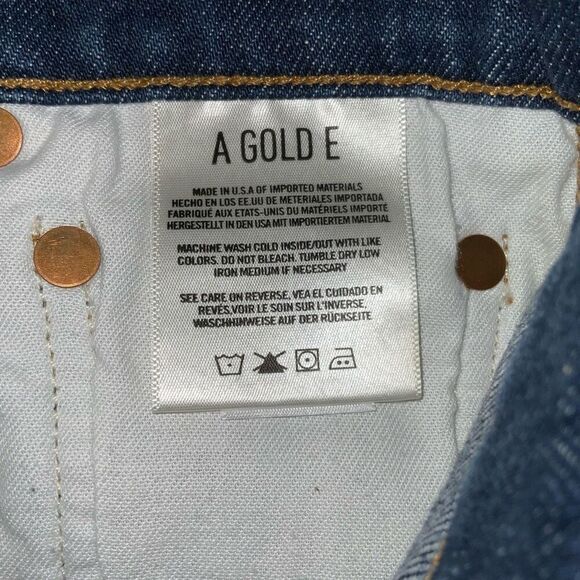 A GOLD E
MADE IN U.S.A OF IMPORTED MATERIALS
HECHO EN LOS EE.UU DE METERIALES IMPORTADA
FABRIQUÉ AUX ETATS-UNIS DU MATÉRIELS IMPORTÉ
HERGESTELLT IN DEN USA MIT IMPORTIERTEM MATERIAL
MACHINE WASH COLD INSIDE/OUT WITH LIKE
COLORS. DO NOT BLEACH. TUMBLE DRY LOW
IRON MEDIUM IF NECESSARY
SEE CARE ON REVERSE, VEA EL CUIDADO EN
REVÉS, VOIR LE SOIN SUR L'INVERSE,
WASCHHINWEISE AUF DER RÜCKSEITE